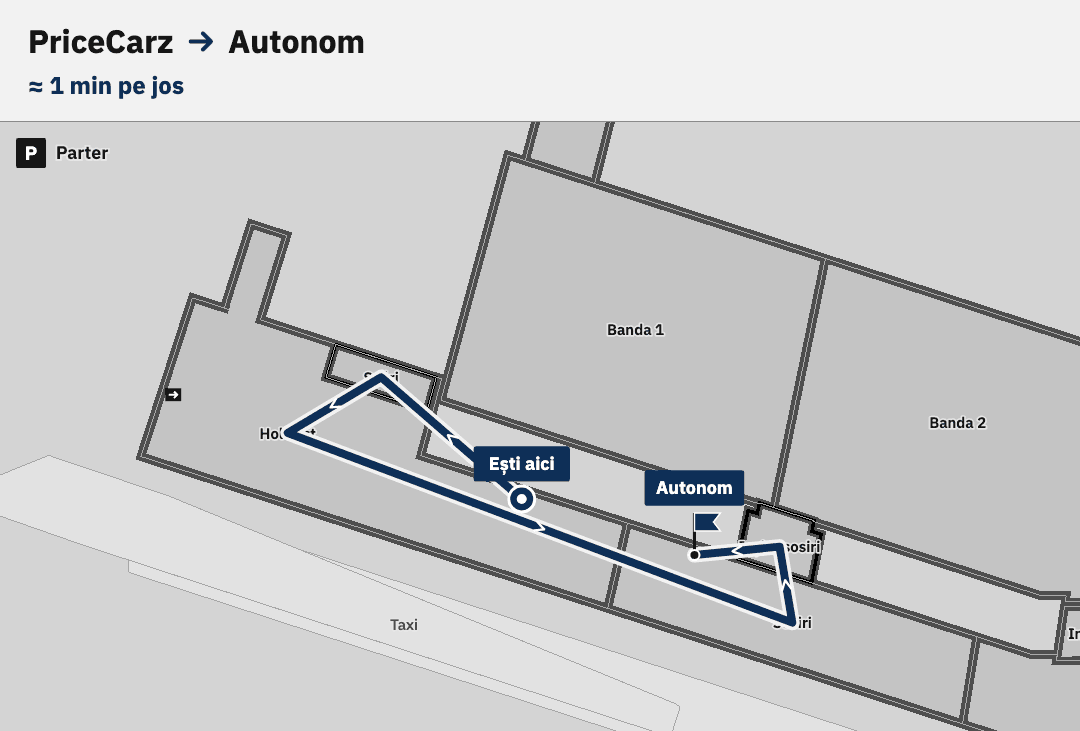 PriceCarz → Autonom
≈ 1 min pe jos
P Parter
Banda 1
Banda 2
Ești aici
Autonom
Taxi